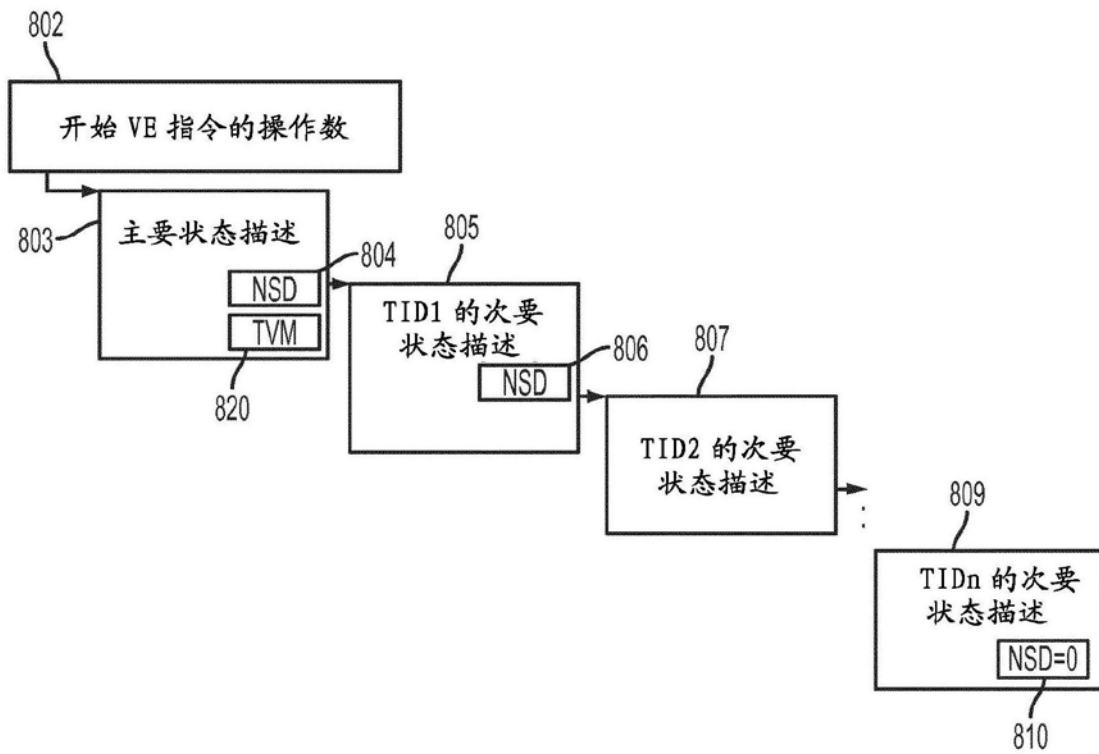 802
开始 VE 指令的操作数
803
主要状态描述
804
NSD
TVM
820
805
TID1 的次要
状态描述
806
NSD
807
TID2 的次要
状态描述
809
TIDn 的次要
状态描述
NSD=0
810